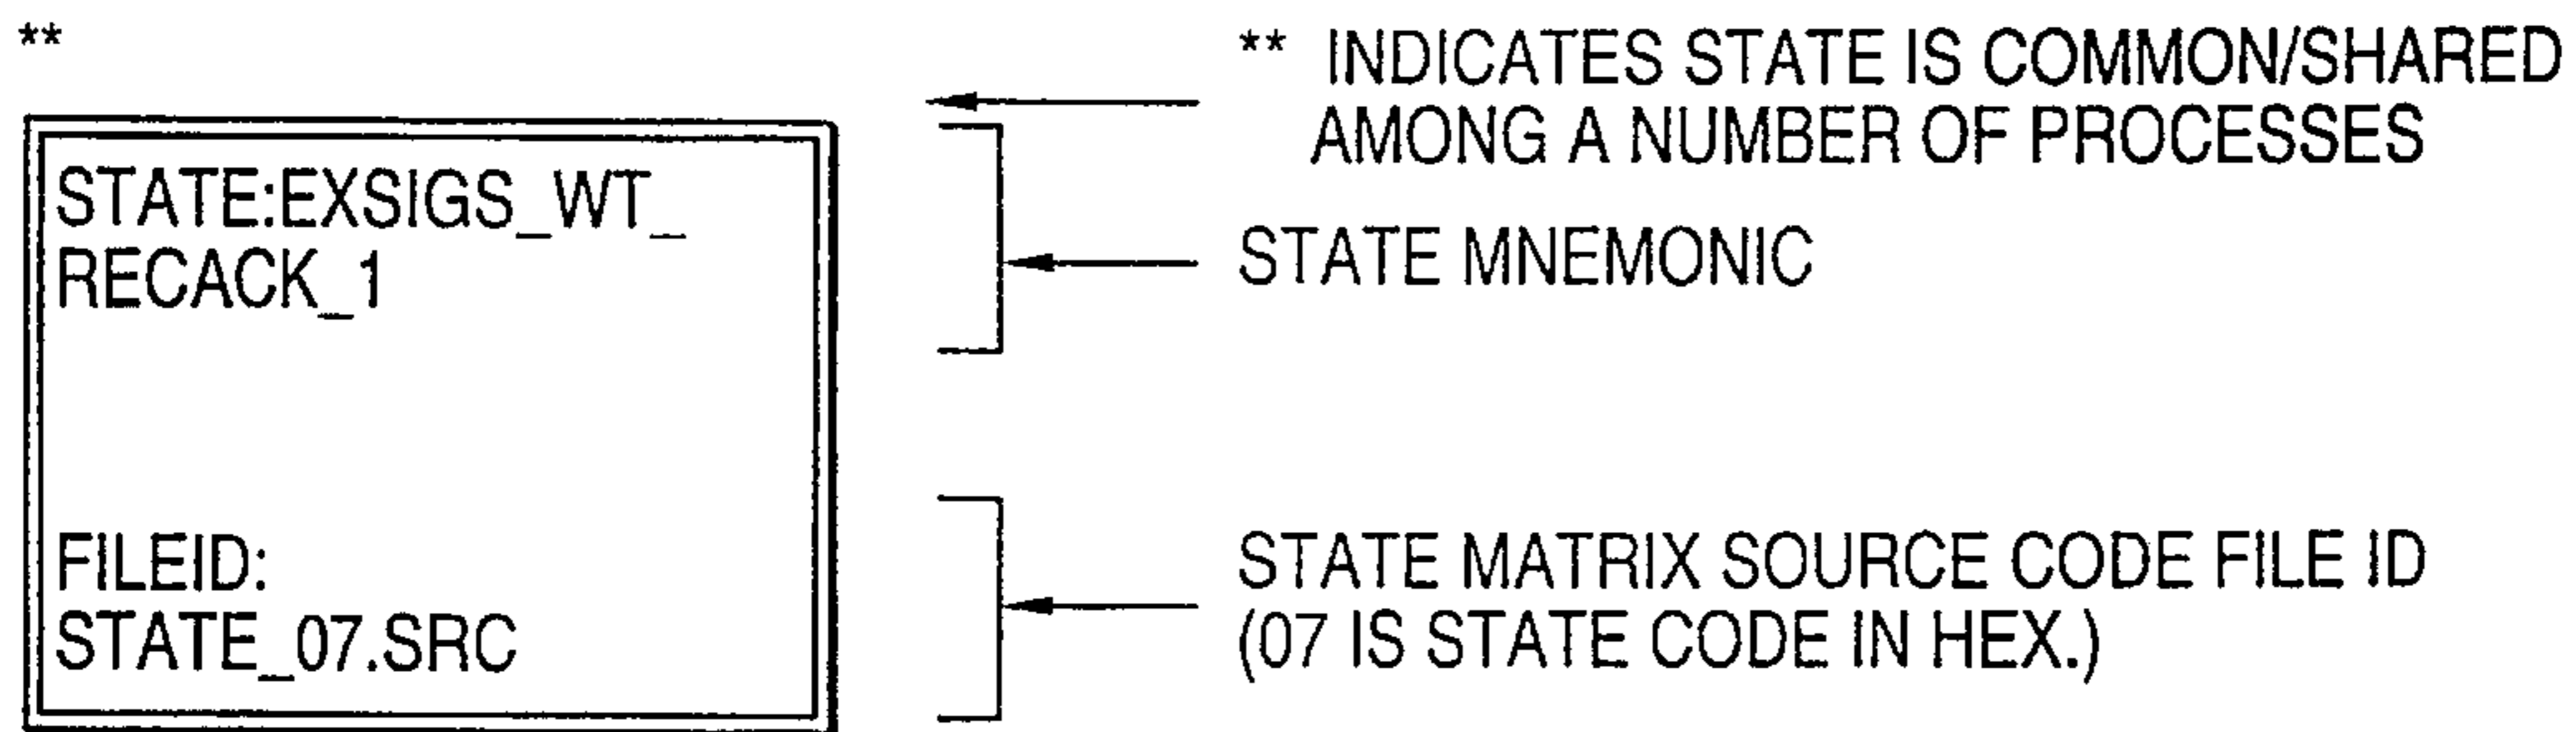 **
STATE:EXSIGS_WT_
RECACK_1
FILEID:
STATE_07.SRC
** INDICATES STATE IS COMMON/SHARED
AMONG A NUMBER OF PROCESSES
STATE MNEMONIC
STATE MATRIX SOURCE CODE FILE ID
(07 IS STATE CODE IN HEX.)